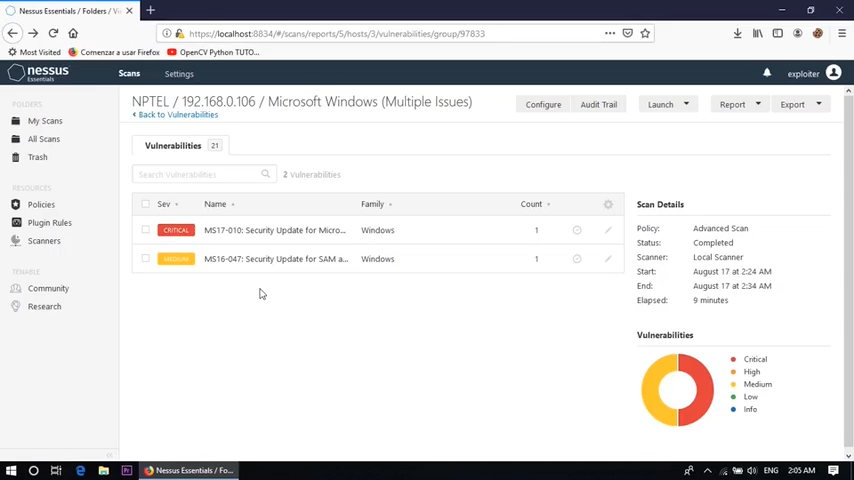 Nessus Essentials / Folders / Vi
https://localhost:8834/#/scans/reports/5/hosts/3/vulnerabilities/group/97833
Most Visited Comenzar a usar Firefox OpenCV Python TUTO...
nessus
Essentials
Scans Settings exploiter
FOLDERS
My Scans
All Scans
Trash
RESOURCES
Policies
Plugin Rules
Scanners
TENABLE
Community
Research
NPTEL / 192.168.0.106 / Microsoft Windows (Multiple Issues)
Back to Vulnerabilities
Configure Audit Trail Launch Report Export
Vulnerabilities 21
Search Vulnerabilities 2 Vulnerabilities
Sev Name Family Count
CRITICAL MS17-010: Security Update for Micro... Windows 1
MEDIUM MS16-047: Security Update for SAM a... Windows 1
Scan Details
Policy: Advanced Scan
Status: Completed
Scanner: Local Scanner
Start: August 17 at 2:24 AM
End: August 17 at 2:34 AM
Elapsed: 9 minutes
Vulnerabilities
Critical
High
Medium
Low
Info
Nessus Essentials / Fo... ENG 2:05 AM